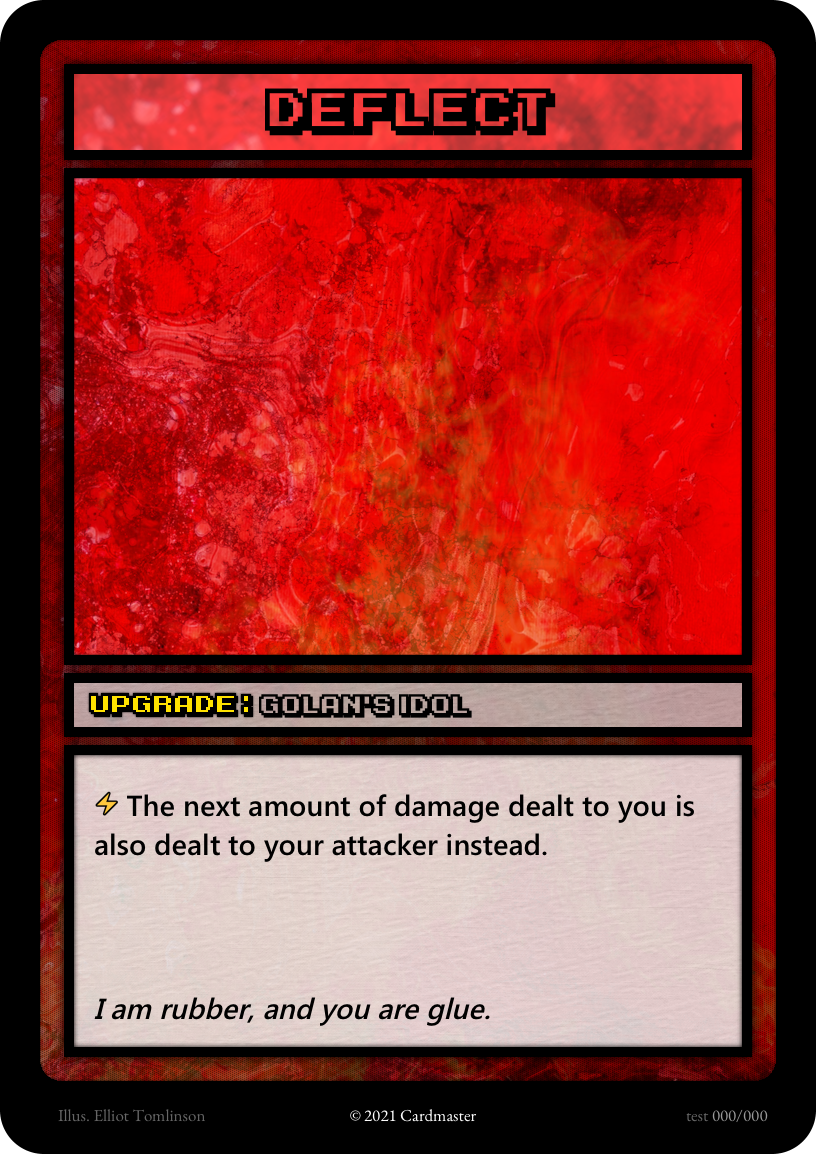 DEFLECT
UPGRADE: GOLAN'S IDOL
⚡ The next amount of damage dealt to you is
also dealt to your attacker instead.
I am rubber, and you are glue.
Illus. Elliot Tomlinson © 2021 Cardmaster test 000/000